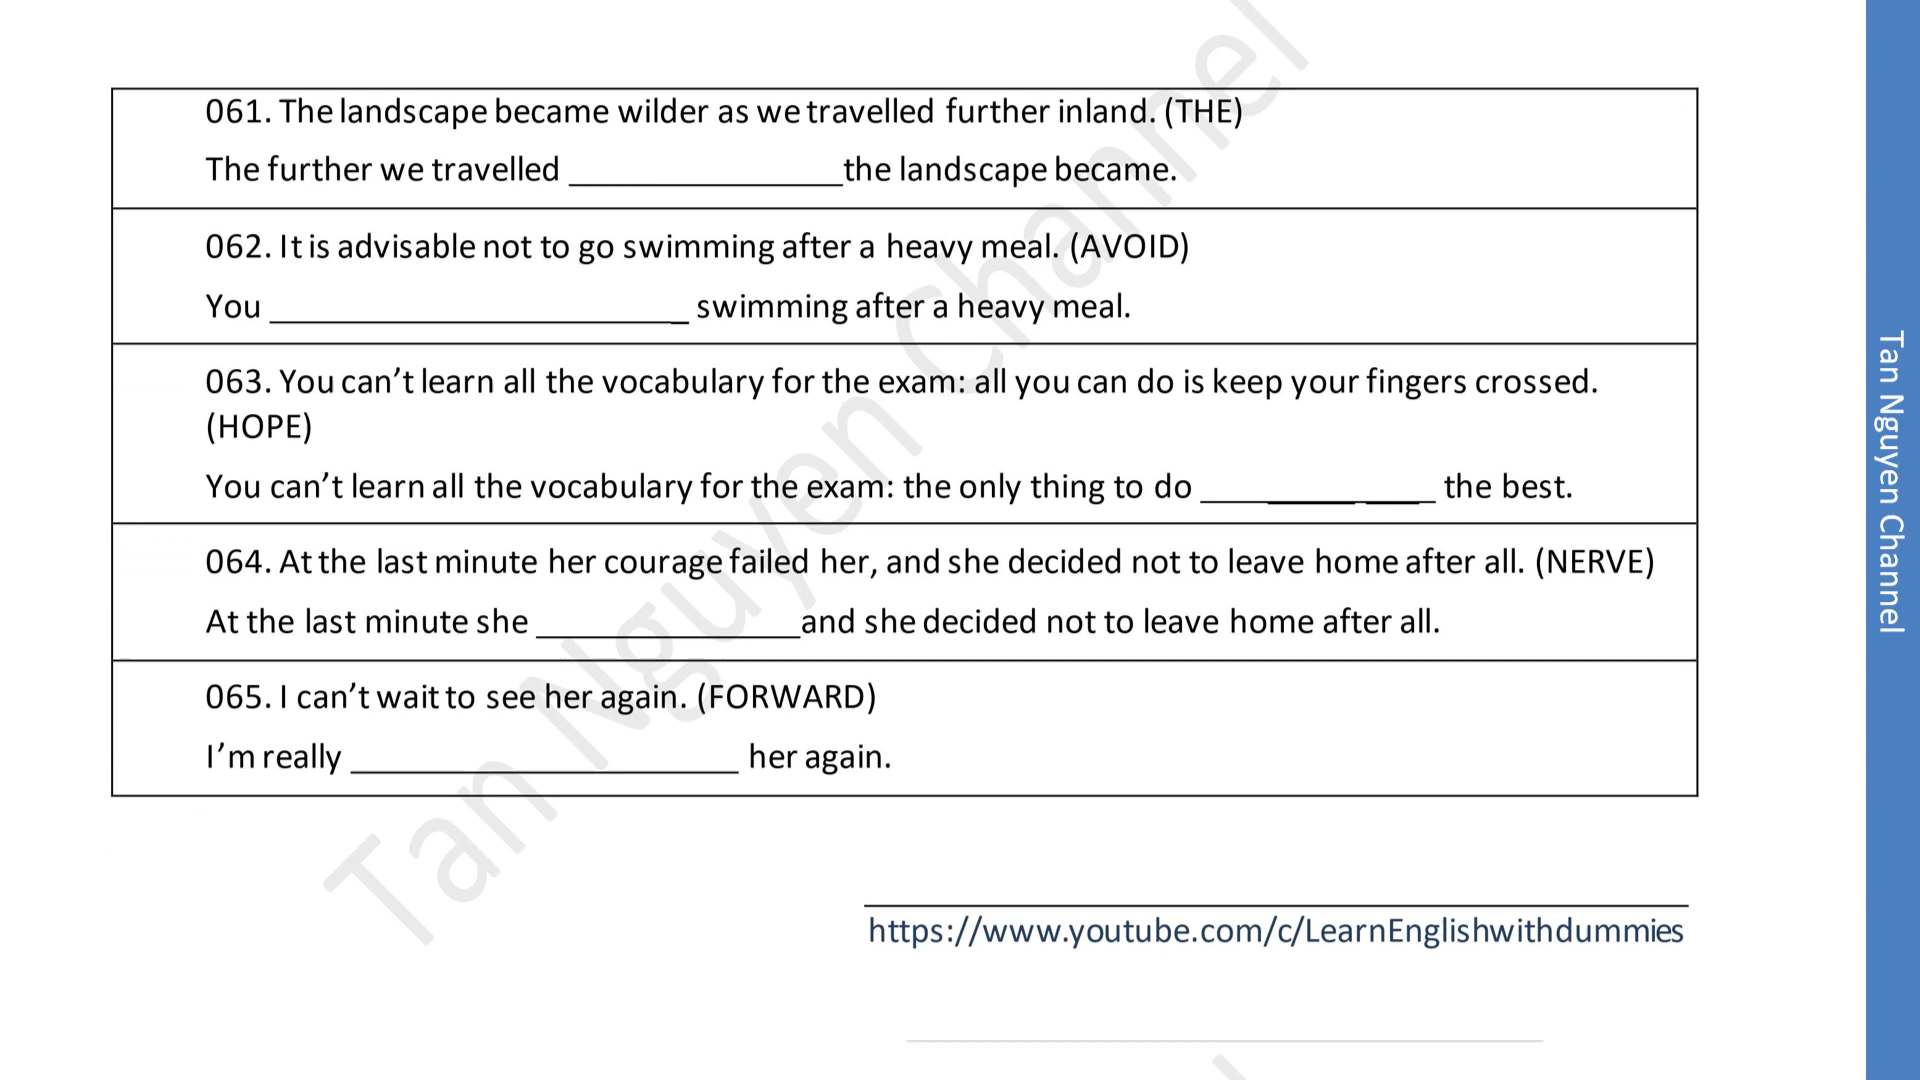 061. The landscape became wilder as we travelled further inland. (THE)
The further we travelled _______________the landscape became.
062. It is advisable not to go swimming after a heavy meal. (AVOID)
You _______________________ swimming after a heavy meal.
063. You can’t learn all the vocabulary for the exam: all you can do is keep your fingers crossed.
(HOPE)
You can’t learn all the vocabulary for the exam: the only thing to do _____________ the best.
064. At the last minute her courage failed her, and she decided not to leave home after all. (NERVE)
At the last minute she ______________and she decided not to leave home after all.
065. I can’t wait to see her again. (FORWARD)
I’m really _____________________ her again.
https://www.youtube.com/c/LearnEnglishwithdummies
Tan Nguyen Channel
Tan Nguyen Channel